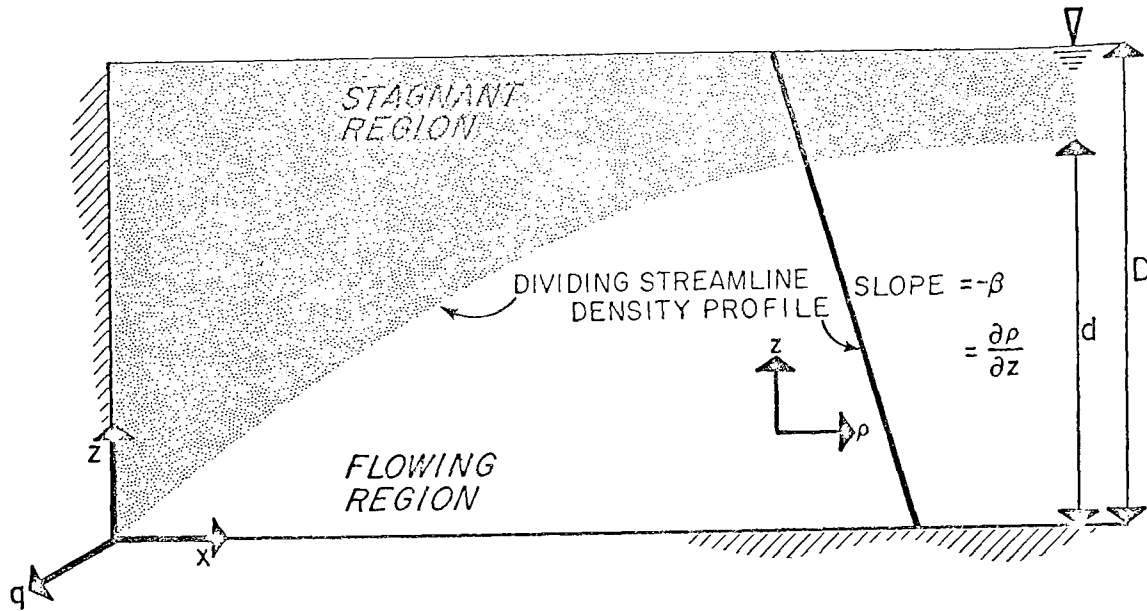 STAGNANT
REGION
DIVIDING STREAMLINE
DENSITY PROFILE
SLOPE = -β
= ∂ρ/∂z
z
ρ
d
D
FLOWING
REGION
z
x
q